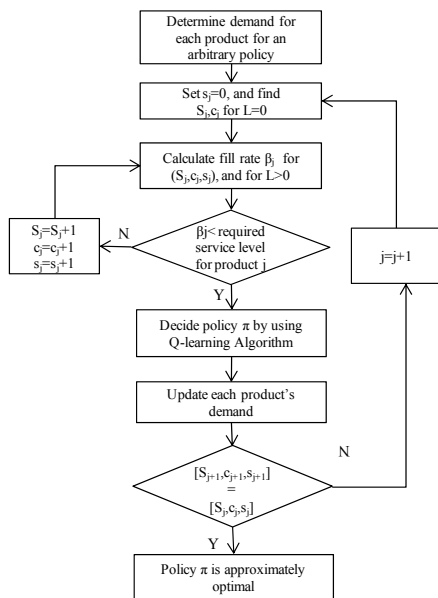 Determine demand for
each product for an
arbitrary policy
Set sⱼ=0, and find
Sⱼ,cⱼ for L=0
Calculate fill rate βⱼ for
(Sⱼ,cⱼ,sⱼ), and for L>0
Sⱼ=Sⱼ+1
cⱼ=cⱼ+1
sⱼ=sⱼ+1
N
βj< required
service level
for product j
j=j+1
Y
Decide policy π by using
Q-learning Algorithm
Update each product's
demand
N
[Sⱼ₊₁,cⱼ₊₁,sⱼ₊₁]
=
[Sⱼ,cⱼ,sⱼ]
Y
Policy π is approximately
optimal